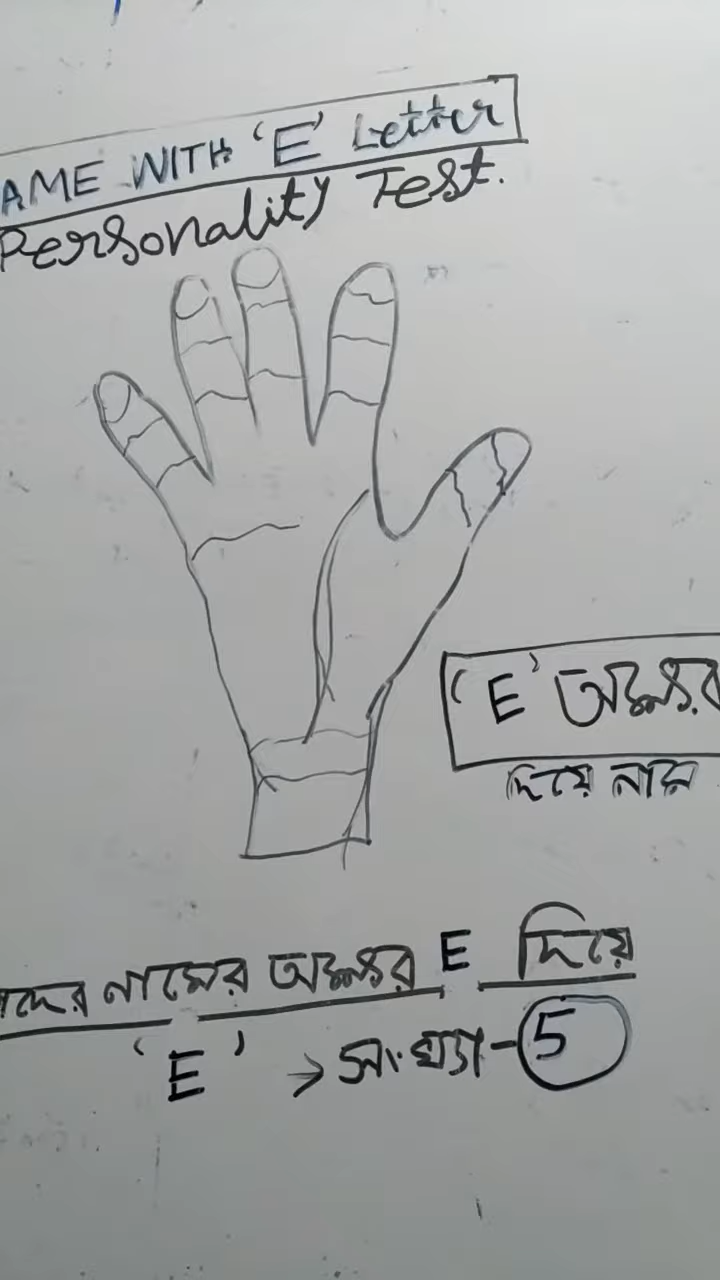 AME WITH 'E' Letter
Personality Test.
'E' অক্ষর
দিয়ে নাম
াদের নামের অক্ষর E দিয়ে
'E' → সংখ্যা - 5